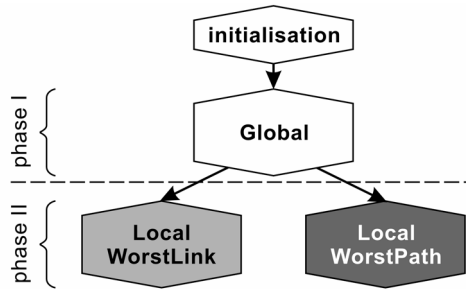 initialisation
phase I
Global
phase II
Local
WorstLink
Local
WorstPath